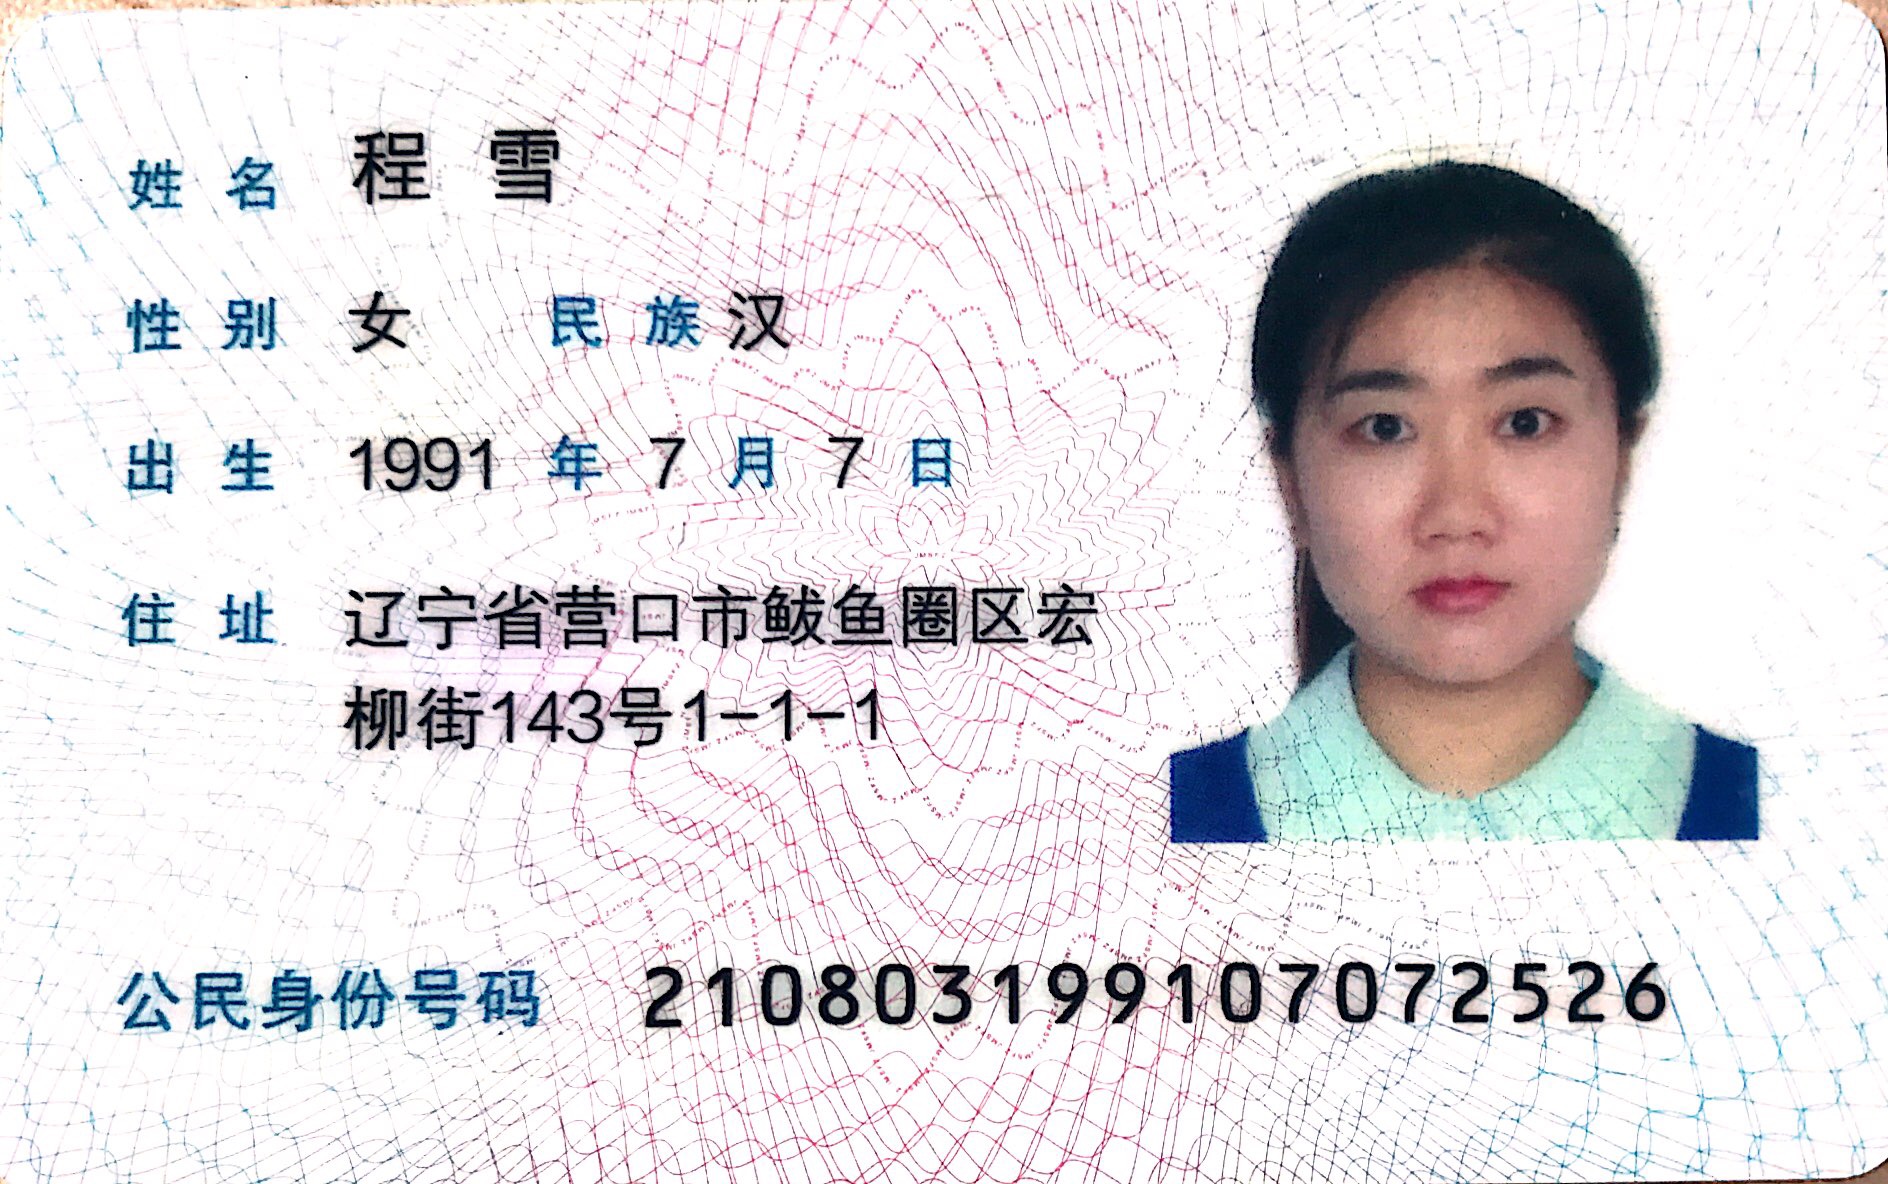 姓名 程雪
性别 女 民族 汉
出生 1991 年 7 月 7 日
住址 辽宁省营口市鲅鱼圈区宏
柳街143号1-1-1
公民身份号码 210803199107072526